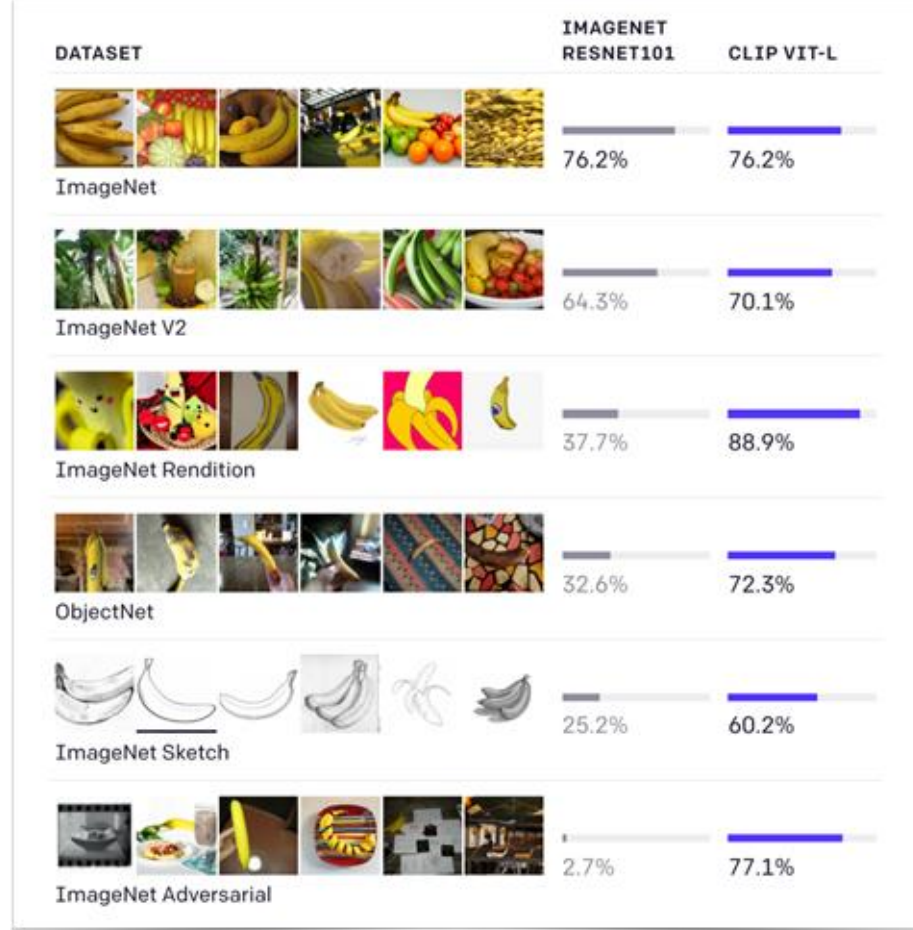 DATASET
IMAGENET
RESNET101
CLIP VIT-L
76.2%
76.2%
ImageNet
64.3%
70.1%
ImageNet V2
37.7%
88.9%
ImageNet Rendition
32.6%
72.3%
ObjectNet
25.2%
60.2%
ImageNet Sketch
2.7%
77.1%
ImageNet Adversarial